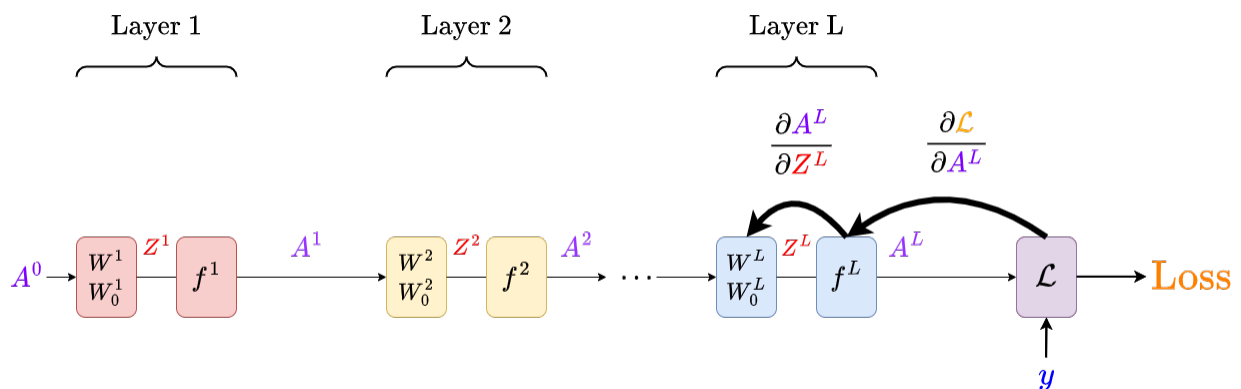 Layer 1 Layer 2 Layer L
∂A^L ∂ℒ
∂Z^L ∂A^L
A^0 W^1 Z^1 f^1 A^1 W^2 Z^2 f^2 A^2 ... W^L Z^L f^L A^L ℒ Loss
W_0^1 W_0^2 W_0^L
y